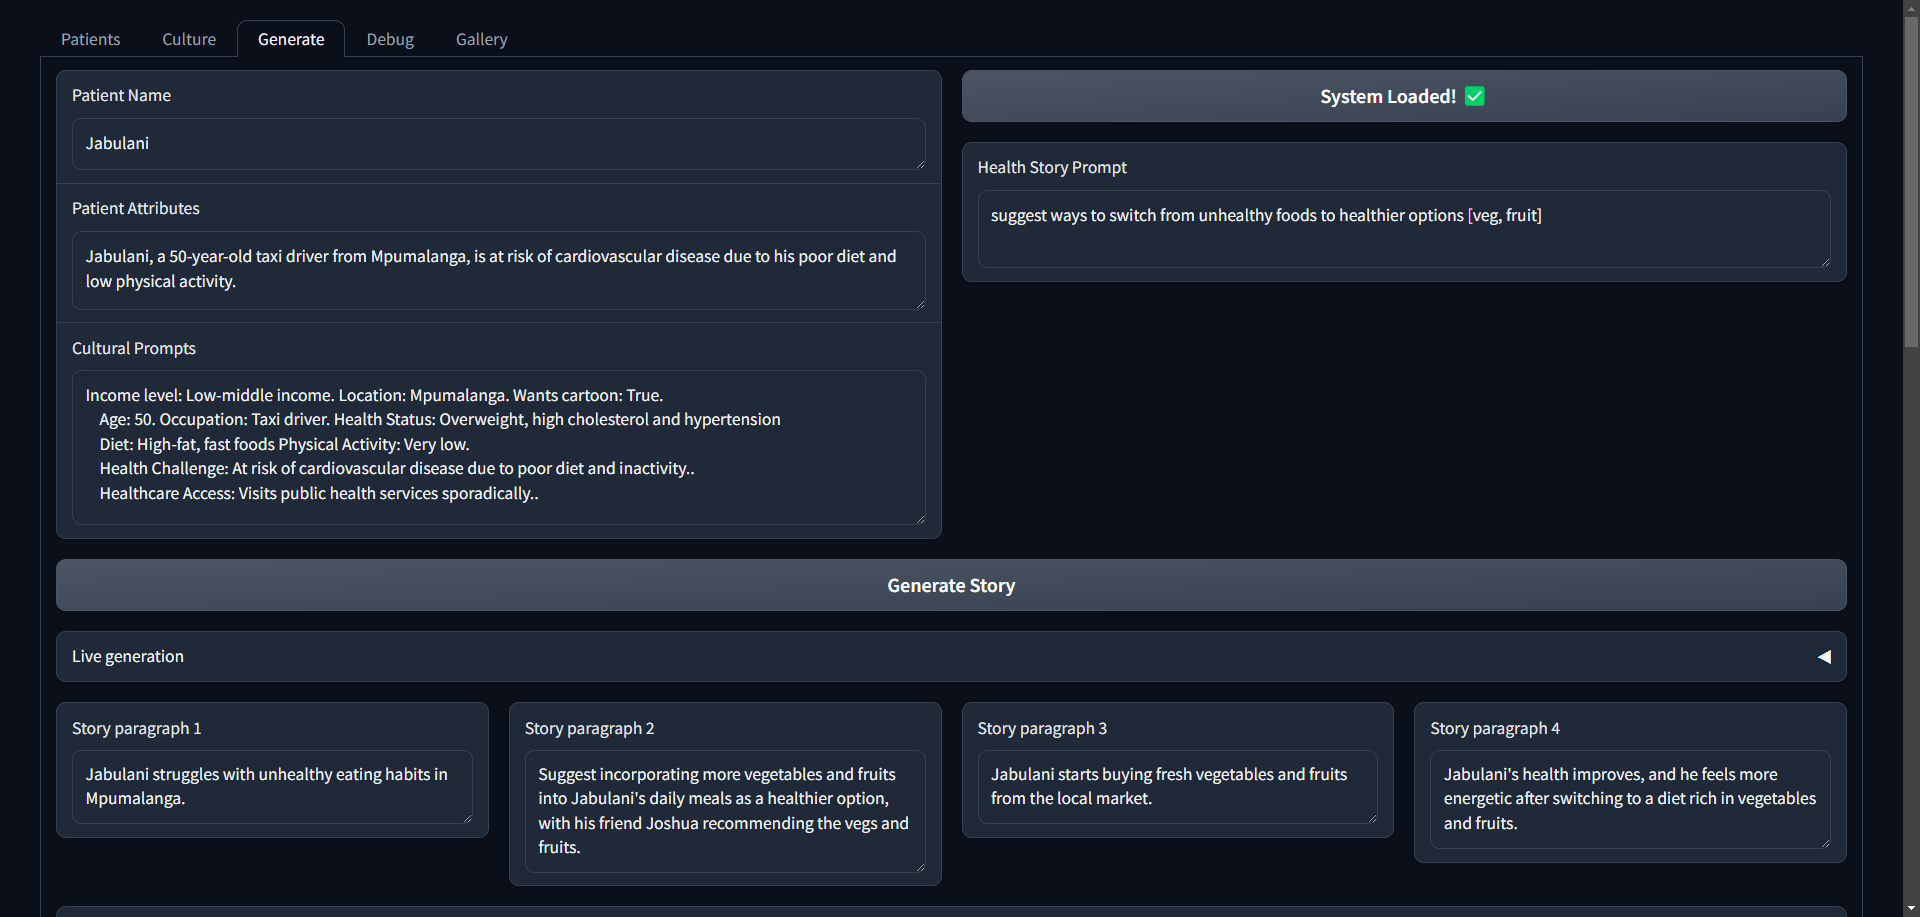 Patients
Culture
Generate
Debug
Gallery
Patient Name
Jabulani
Patient Attributes
Jabulani, a 50-year-old taxi driver from Mpumalanga, is at risk of cardiovascular disease due to his poor diet and
low physical activity.
Cultural Prompts
Income level: Low-middle income. Location: Mpumalanga. Wants cartoon: True.
Age: 50. Occupation: Taxi driver. Health Status: Overweight, high cholesterol and hypertension
Diet: High-fat, fast foods Physical Activity: Very low.
Health Challenge: At risk of cardiovascular disease due to poor diet and inactivity..
Healthcare Access: Visits public health services sporadically..
System Loaded! ✅
Health Story Prompt
suggest ways to switch from unhealthy foods to healthier options [veg, fruit]
Generate Story
Live generation
Story paragraph 1
Jabulani struggles with unhealthy eating habits in
Mpumalanga.
Story paragraph 2
Suggest incorporating more vegetables and fruits
into Jabulani's daily meals as a healthier option,
with his friend Joshua recommending the vegs and
fruits.
Story paragraph 3
Jabulani starts buying fresh vegetables and fruits
from the local market.
Story paragraph 4
Jabulani's health improves, and he feels more
energetic after switching to a diet rich in vegetables
and fruits.